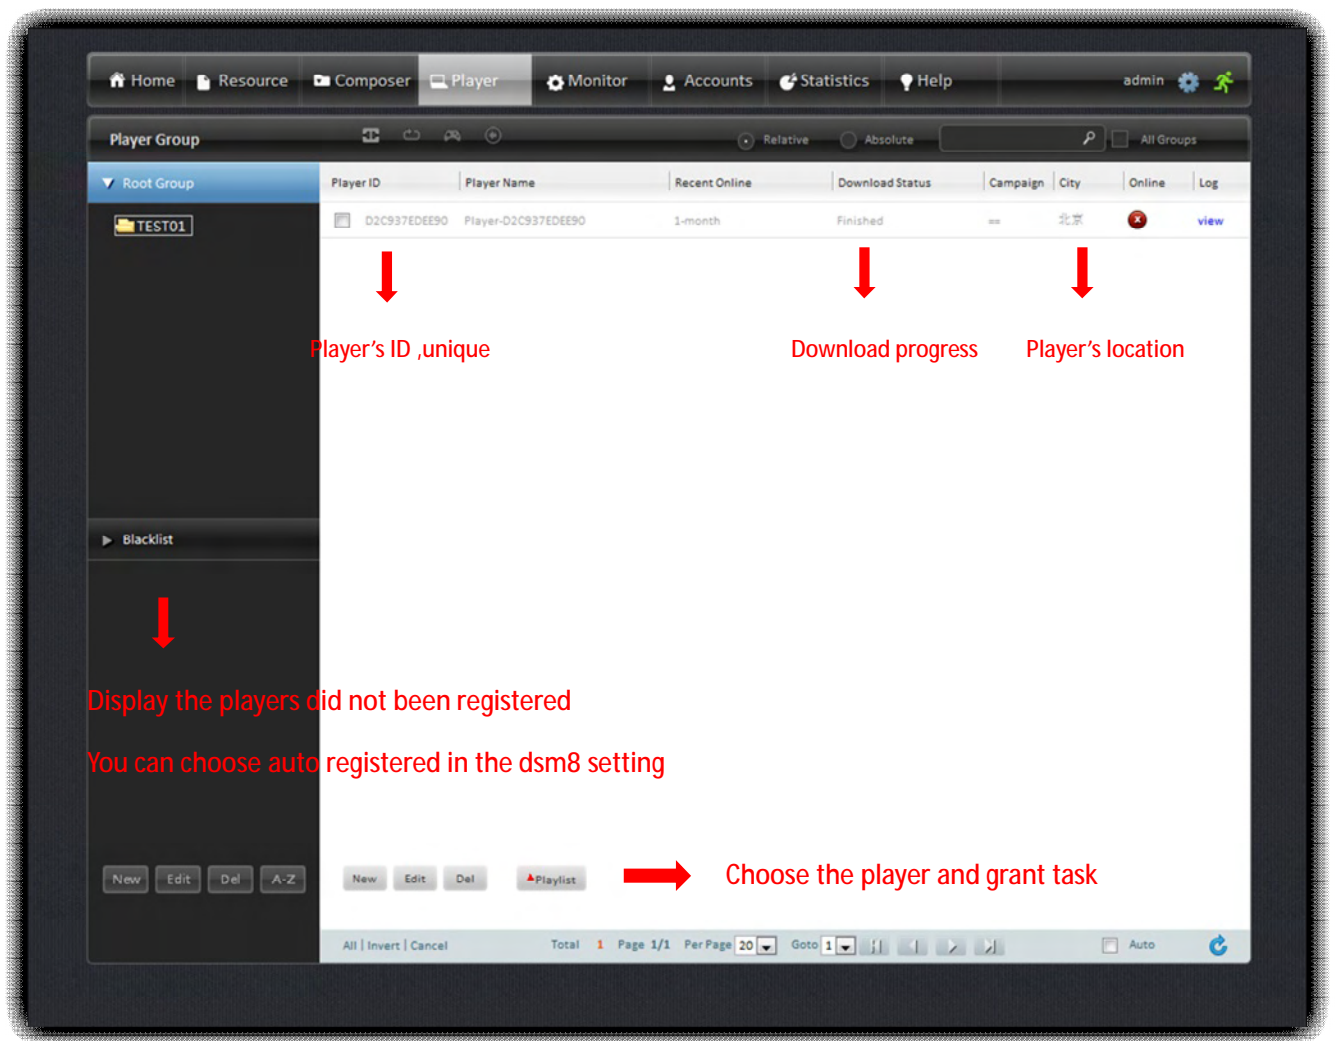 Home Resource Composer Player Monitor Accounts Statistics Help admin
Player Group Relative Absolute All Groups
Root Group Player ID Player Name Recent Online Download Status Campaign City Online Log
TEST01 D2C937EDEE90 Player-D2C937EDEE90 1-month Finished == 北京 view
Player's ID ,unique Download progress Player's location
Blacklist
Display the players did not been registered
You can choose auto registered in the dsm8 setting
New Edit Del A-Z New Edit Del Playlist Choose the player and grant task
All | Invert | Cancel Total 1 Page 1/1 Per Page 20 Goto 1 Auto